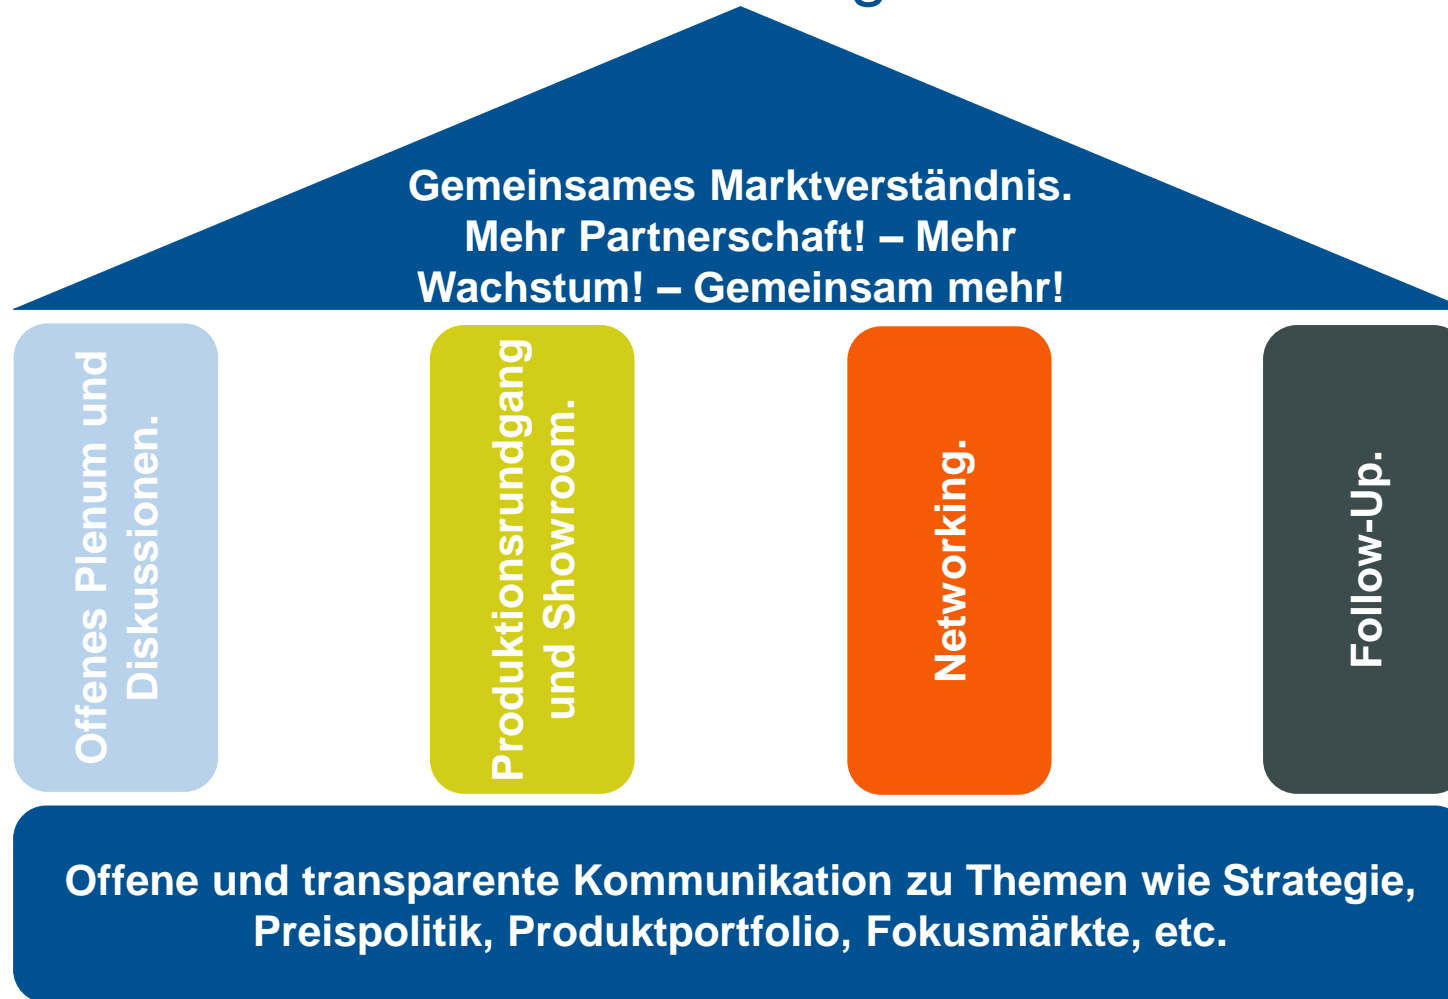 Gemeinsames Marktverständnis.
Mehr Partnerschaft! – Mehr
Wachstum! – Gemeinsam mehr!
Offenes Plenum und
Diskussionen.
Produktionsrundgang
und Showroom.
Networking.
Follow-Up.
Offene und transparente Kommunikation zu Themen wie Strategie,
Preispolitik, Produktportfolio, Fokusmärkte, etc.